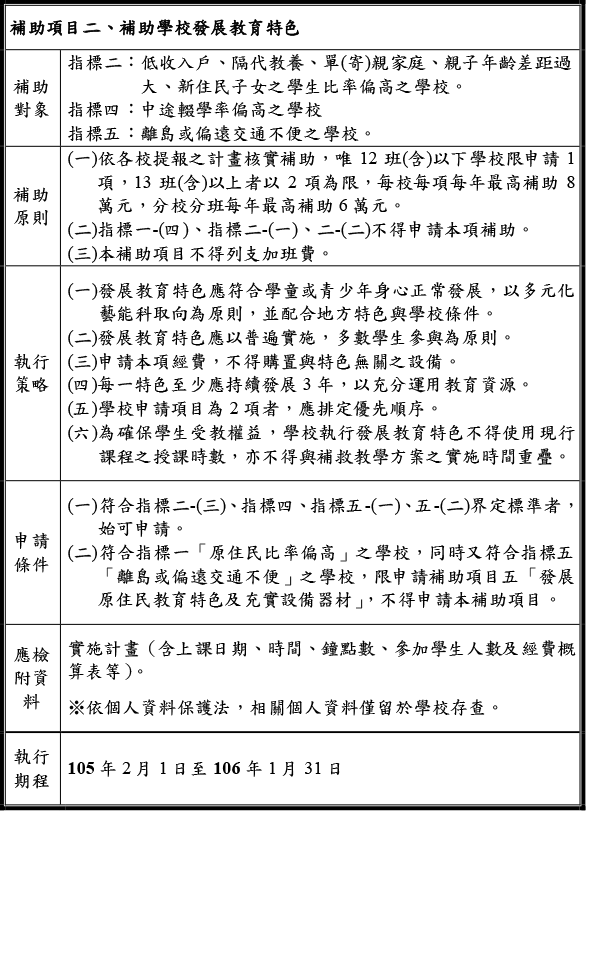 補助項目二、補助學校發展教育特色
補助
對象
指標二：低收入戶、隔代教養、單(寄)親家庭、親子年齡差距過
大、新住民子女之學生比率偏高之學校。
指標四：中途輟學率偏高之學校
指標五：離島或偏遠交通不便之學校。
補助
原則
(一)依各校提報之計畫核實補助，唯 12 班(含)以下學校限申請 1
項，13 班(含)以上者以 2 項為限，每校每項每年最高補助 8
萬元，分校分班每年最高補助 6 萬元。
(二)指標一-(四)、指標二-(一)、二-(二)不得申請本項補助。
(三)本補助項目不得列支加班費。
執行
策略
(一)發展教育特色應符合學童或青少年身心正常發展，以多元化
藝能科取向為原則，並配合地方特色與學校條件。
(二)發展教育特色應以普遍實施，多數學生參與為原則。
(三)申請本項經費，不得購置與特色無關之設備。
(四)每一特色至少應持續發展 3 年，以充分運用教育資源。
(五)學校申請項目為 2 項者，應排定優先順序。
(六)為確保學生受教權益，學校執行發展教育特色不得使用現行
課程之授課時數，亦不得與補救教學方案之實施時間重疊。
申請
條件
(一)符合指標二-(三)、指標四、指標五-(一)、五-(二)界定標準者，
始可申請。
(二)符合指標一「原住民比率偏高」之學校，同時又符合指標五
「離島或偏遠交通不便」之學校，限申請補助項目五「發展
原住民教育特色及充實設備器材」，不得申請本補助項目。
應檢
附資
料
實施計畫（含上課日期、時間、鐘點數、參加學生人數及經費概
算表等）。
※依個人資料保護法，相關個人資料僅留於學校存查。
執行
期程
105 年 2 月 1 日至 106 年 1 月 31 日